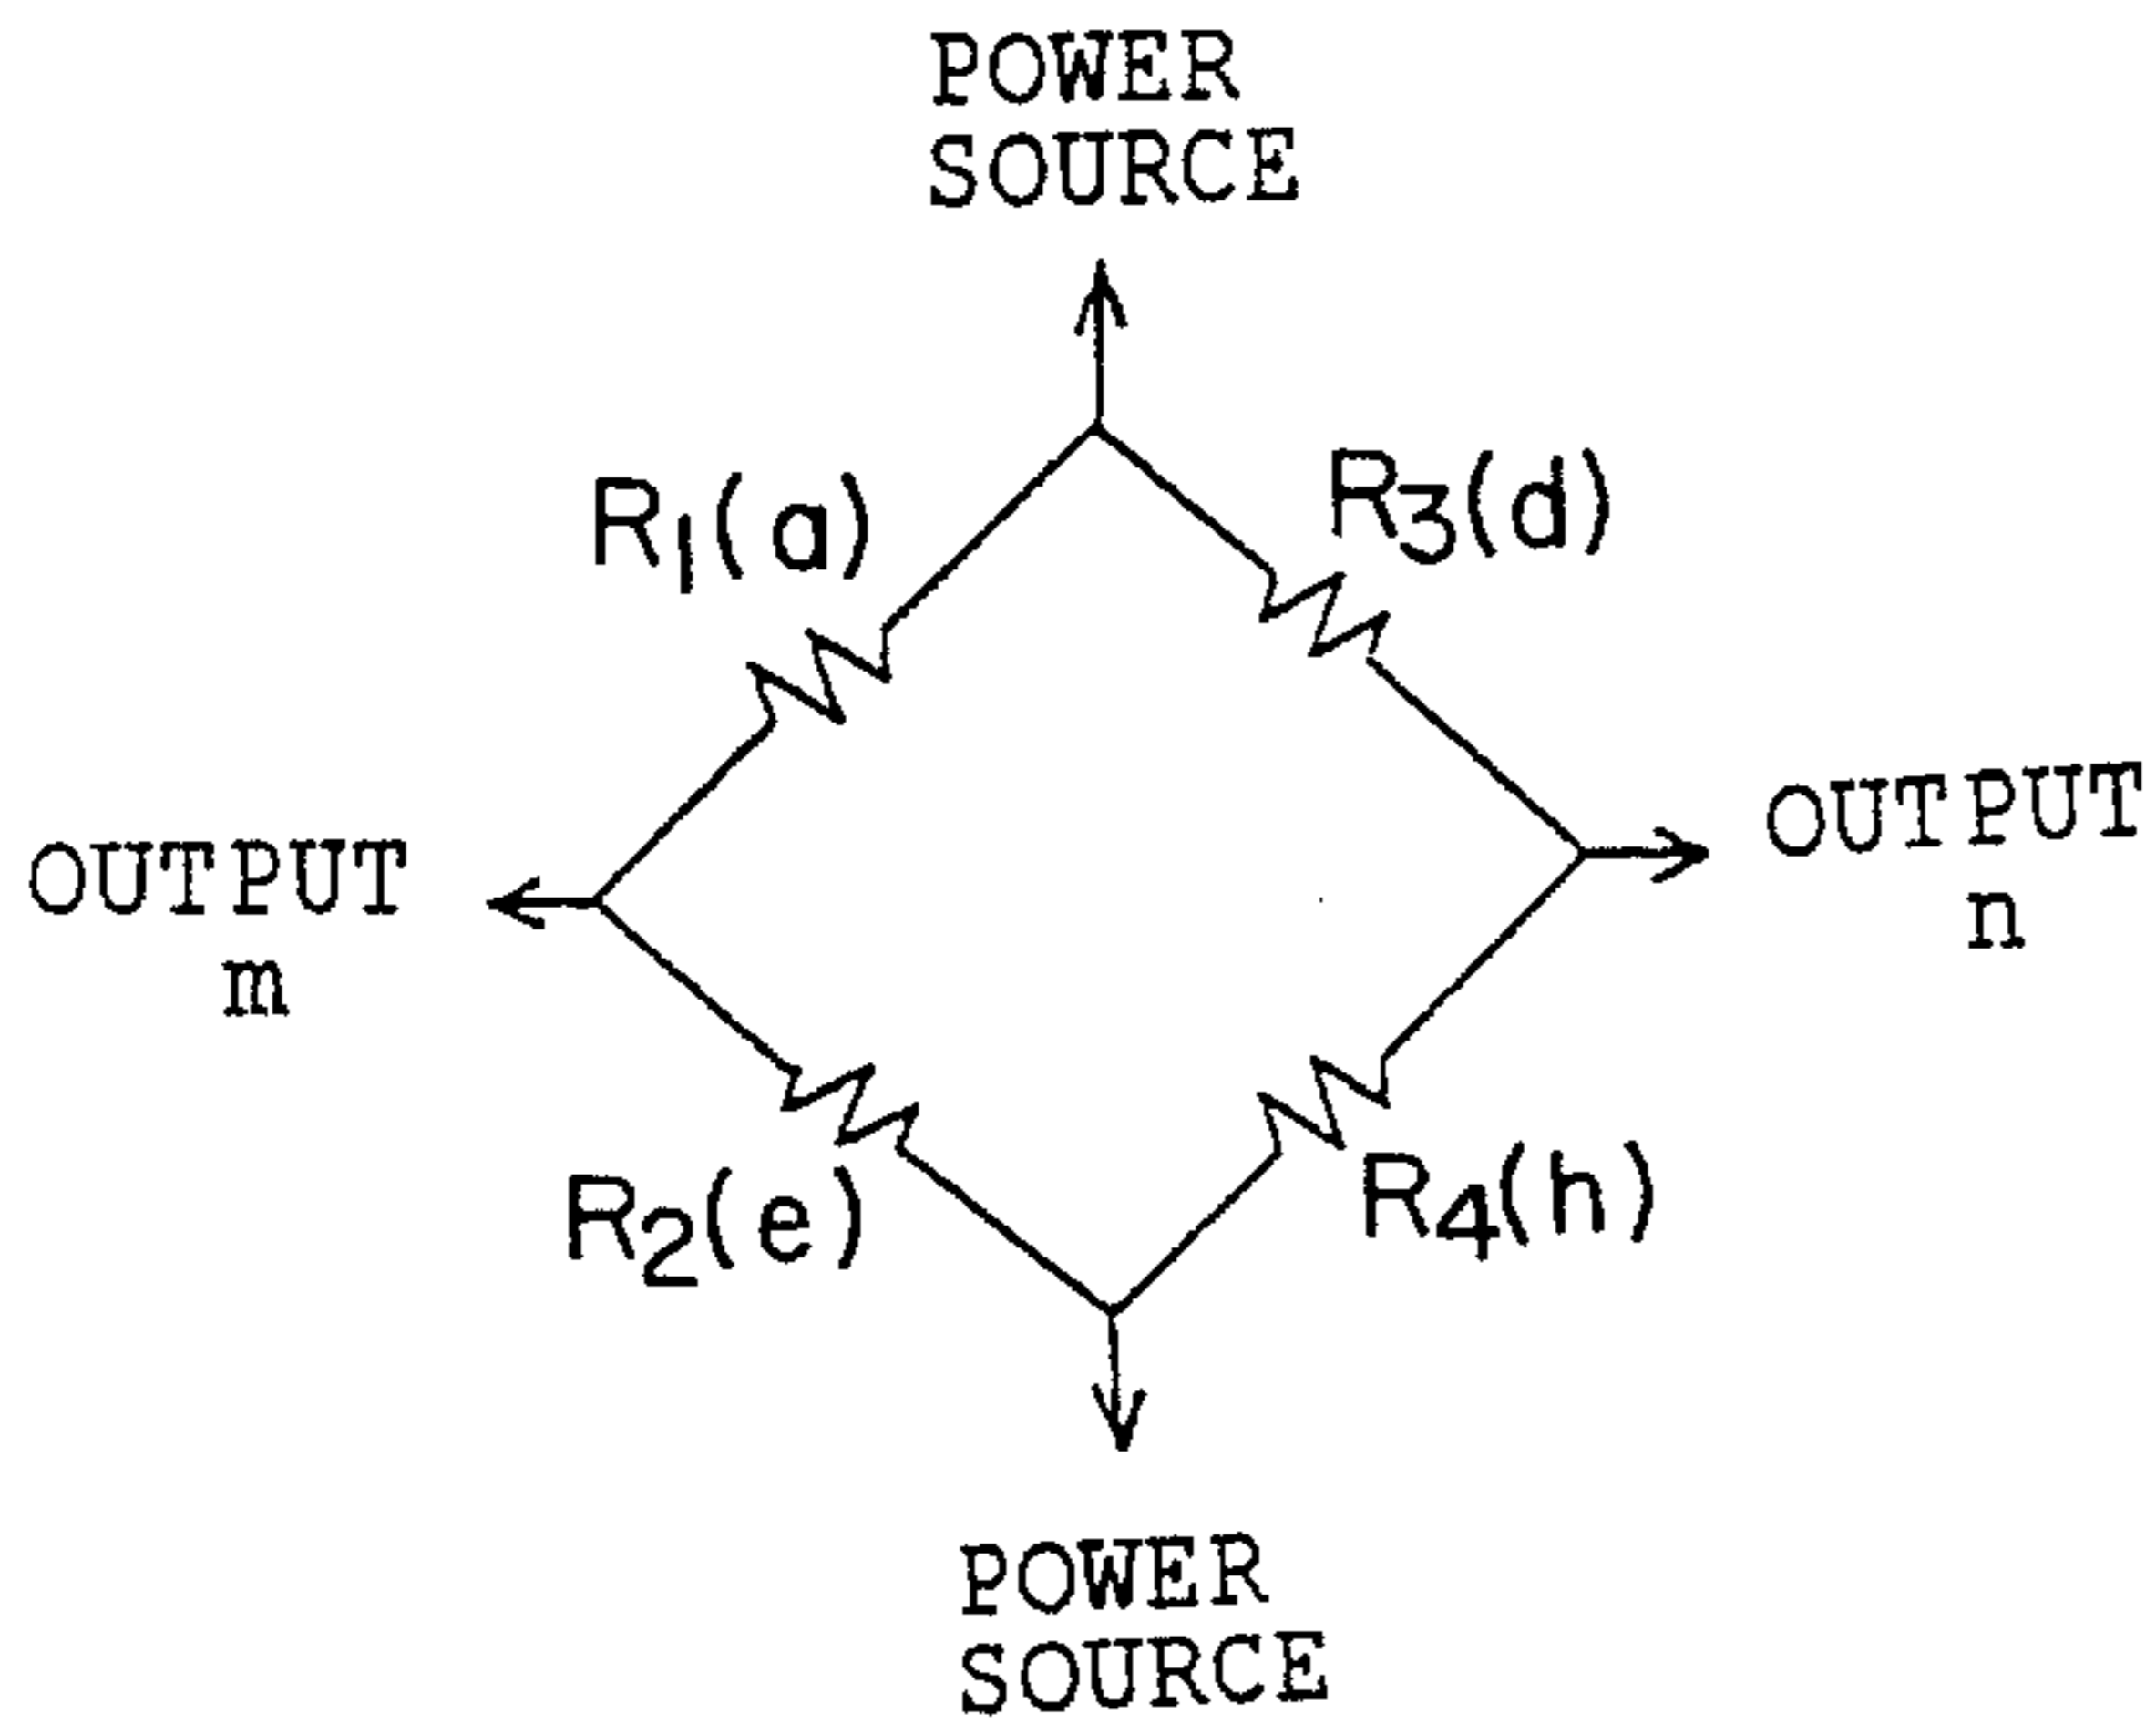 POWER
SOURCE
R1(a)
R3(d)
OUTPUT
m
OUTPUT
n
R2(e)
R4(h)
POWER
SOURCE